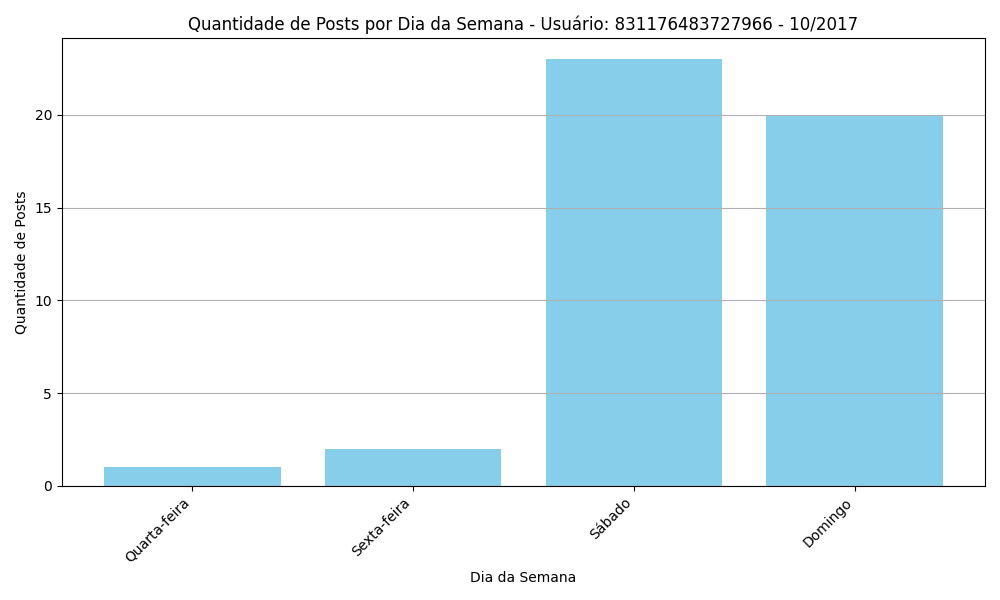 Quantidade de Posts por Dia da Semana - Usuário: 831176483727966 - 10/2017
Quantidade de Posts
20
15
10
5
0
Quarta-feira
Sexta-feira
Sábado
Domingo
Dia da Semana